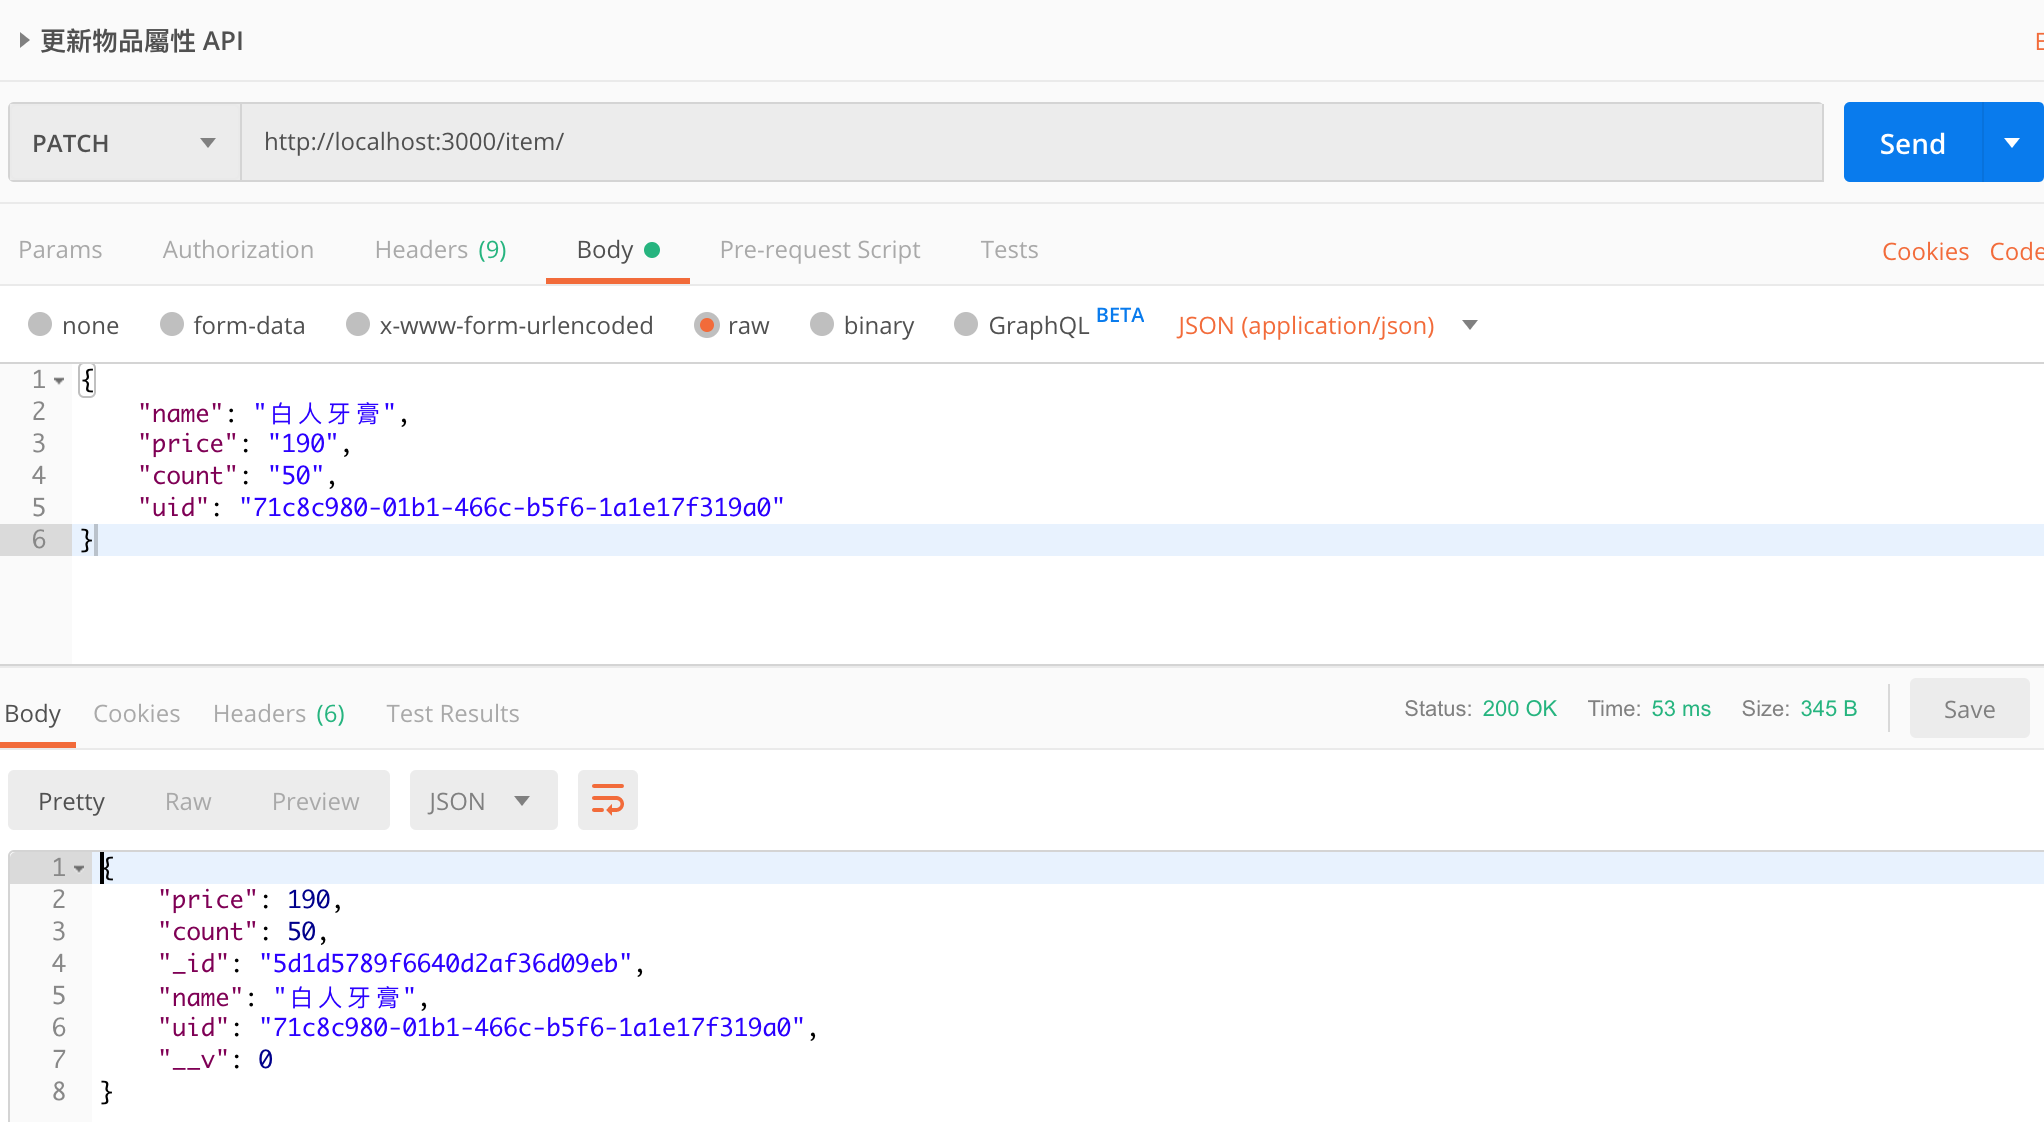 更新物品屬性 API
PATCH http://localhost:3000/item/ Send
Params Authorization Headers (9) Body Pre-request Script Tests Cookies Code
none form-data x-www-form-urlencoded raw binary GraphQL BETA JSON (application/json)
1 {
2 "name": "白人牙膏",
3 "price": "190",
4 "count": "50",
5 "uid": "71c8c980-01b1-466c-b5f6-1a1e17f319a0"
6 }
Body Cookies Headers (6) Test Results Status: 200 OK Time: 53 ms Size: 345 B Save
Pretty Raw Preview JSON
1 {
2 "price": 190,
3 "count": 50,
4 "_id": "5d1d5789f6640d2af36d09eb",
5 "name": "白人牙膏",
6 "uid": "71c8c980-01b1-466c-b5f6-1a1e17f319a0",
7 "__v": 0
8 }